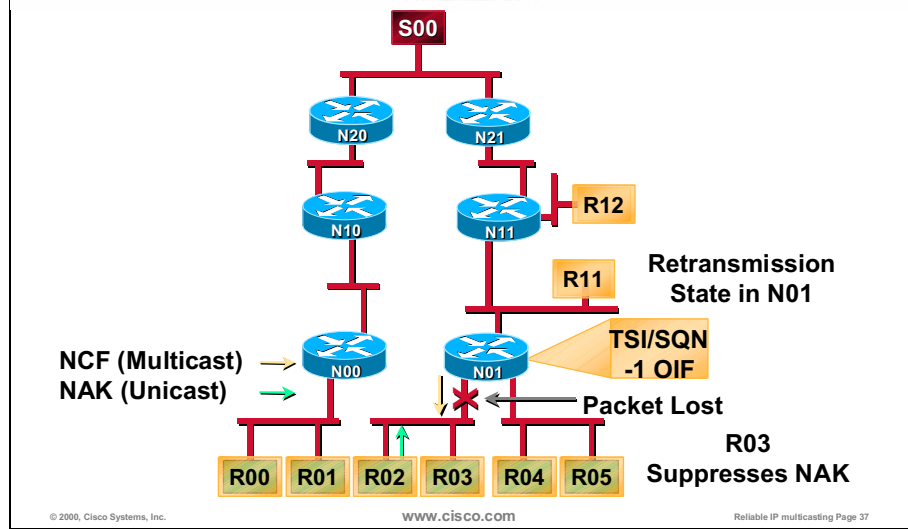 S00
N20
N21
N10
N11
R12
R11
Retransmission
State in N01
NCF (Multicast)
NAK (Unicast)
N00
N01
TSI/SQN
-1 OIF
Packet Lost
R03
Suppresses NAK
R00
R01
R02
R03
R04
R05
© 2000, Cisco Systems, Inc.
www.cisco.com
Reliable IP multicasting Page 37